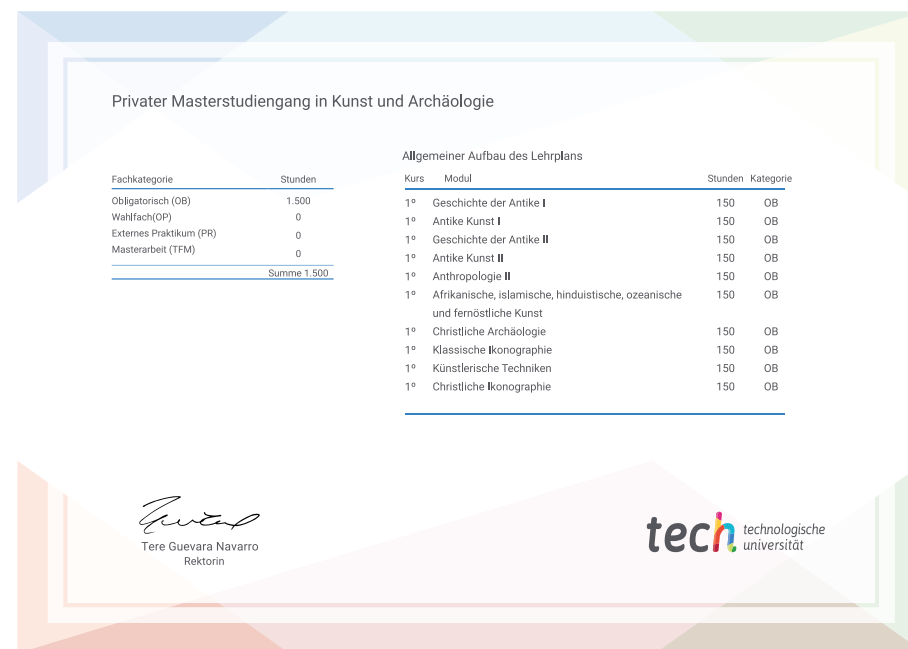 Privater Masterstudiengang in Kunst und Archäologie
Fachkategorie Stunden
Obligatorisch (OB) 1.500
Wahlfach(OP) 0
Externes Praktikum (PR) 0
Masterarbeit (TFM) 0
Summe 1.500
Allgemeiner Aufbau des Lehrplans
Kurs Modul Stunden Kategorie
1º Geschichte der Antike I 150 OB
1º Antike Kunst I 150 OB
1º Geschichte der Antike II 150 OB
1º Antike Kunst II 150 OB
1º Anthropologie II 150 OB
1º Afrikanische, islamische, hinduistische, ozeanische 150 OB
und fernöstliche Kunst
1º Christliche Archäologie 150 OB
1º Klassische Ikonographie 150 OB
1º Künstlerische Techniken 150 OB
1º Christliche Ikonographie 150 OB
Tere Guevara Navarro
Rektorin
tech technologische
universität